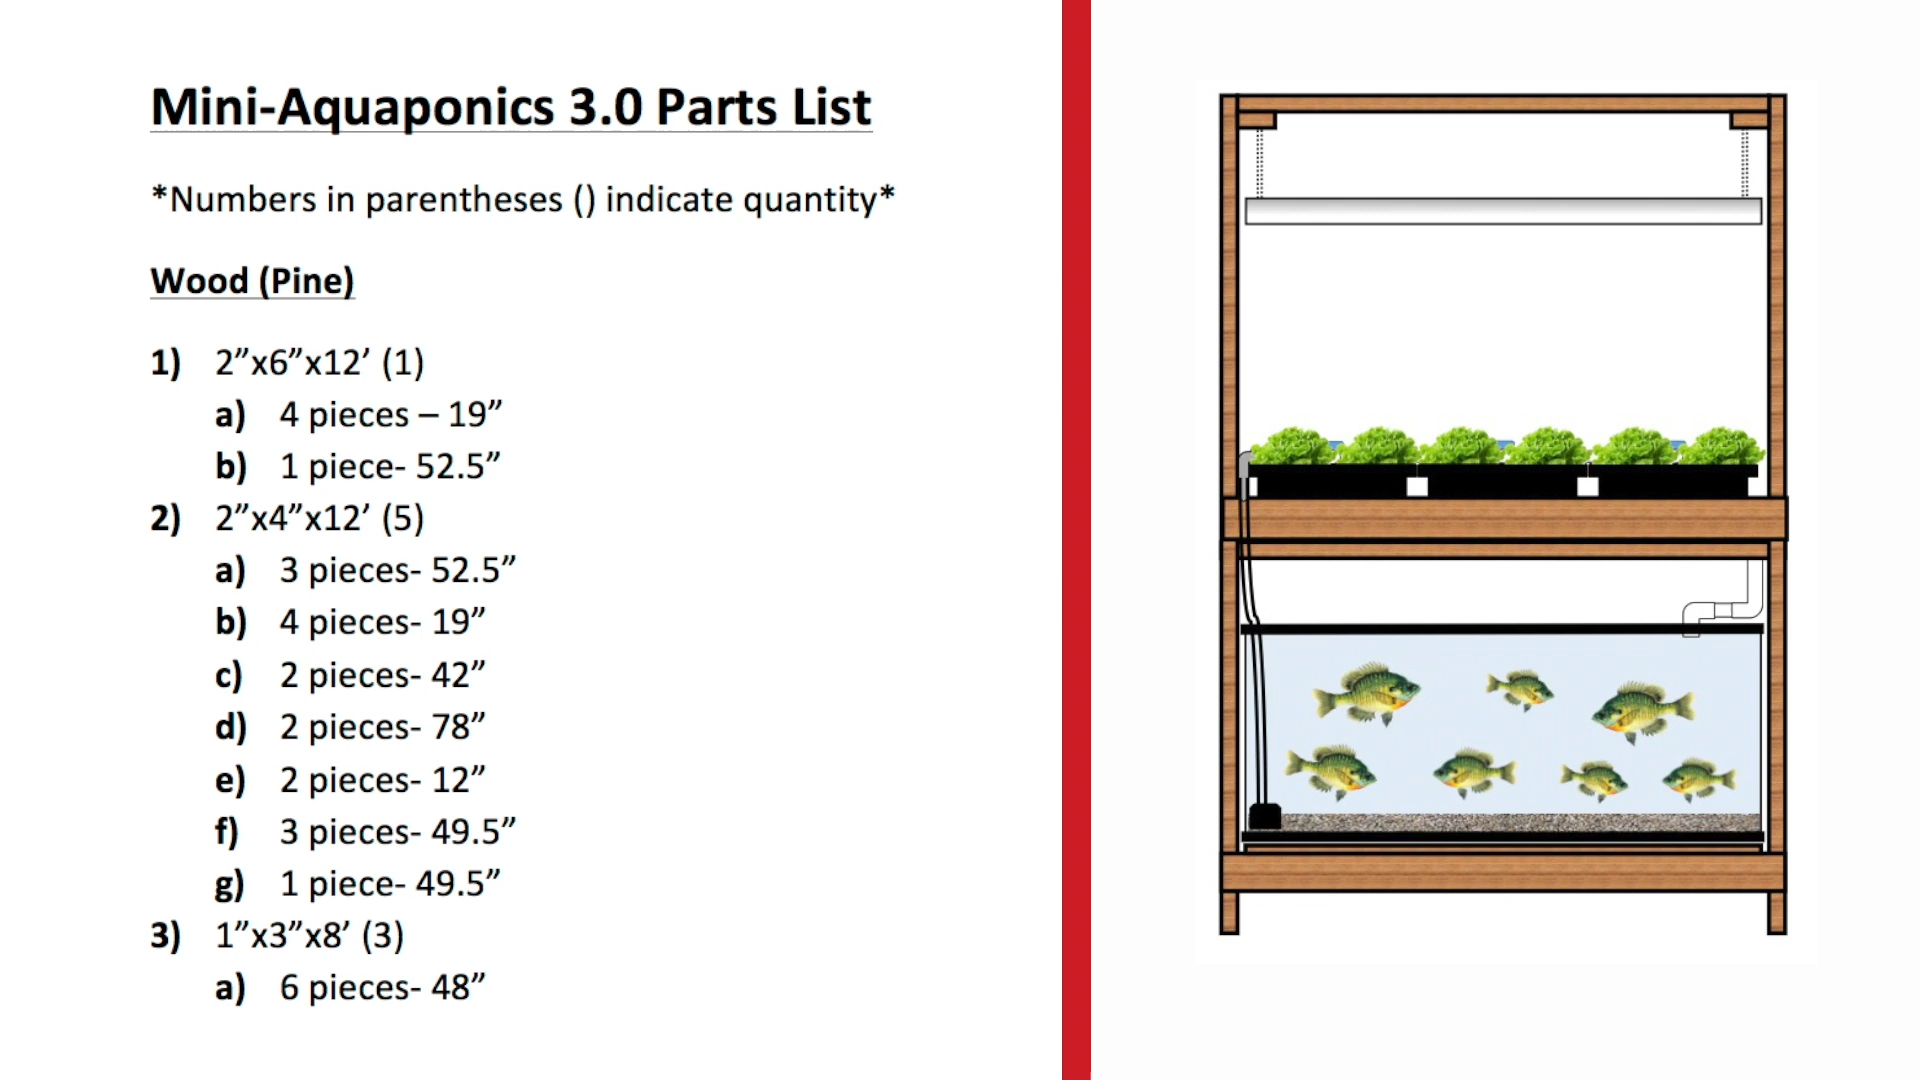 Mini-Aquaponics 3.0 Parts List
*Numbers in parentheses () indicate quantity*
Wood (Pine)
1) 2”x6”x12’ (1)
a) 4 pieces – 19”
b) 1 piece- 52.5”
2) 2”x4”x12’ (5)
a) 3 pieces- 52.5”
b) 4 pieces- 19”
c) 2 pieces- 42”
d) 2 pieces- 78”
e) 2 pieces- 12”
f) 3 pieces- 49.5”
g) 1 piece- 49.5”
3) 1”x3”x8’ (3)
a) 6 pieces- 48”